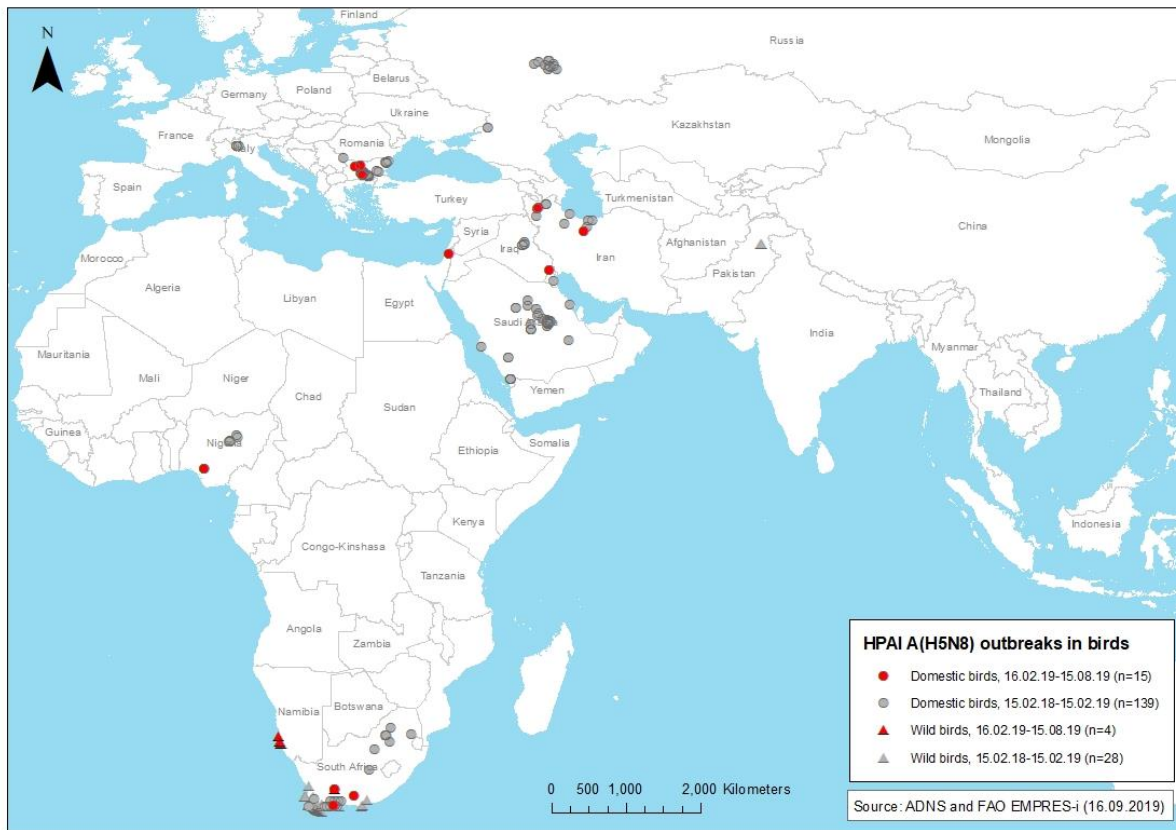 Finland
Russia
N
Belarus
Germany
Poland
Ukraine
Kazakhstan
France
Mongolia
Romania
Italy
Spain
Turkey
Turkmenistan
China
Syria
Afghanistan
Iraq
Iran
Morocco
Pakistan
Algeria
Libyan
Egypt
India
Saudi Arabia
Myanmar
Mauritania
Mali
Niger
Chad
Sudan
Yemen
Thailand
Guinea
Nigeria
Ethiopia
Somalia
Kenya
Indonesia
Congo-Kinshasa
Tanzania
Angola
Zambia
Namibia
Botswana
South Africa
HPAI A(H5N8) outbreaks in birds
Domestic birds, 16.02.19-15.08.19 (n=15)
Domestic birds, 15.02.18-15.02.19 (n=139)
Wild birds, 16.02.19-15.08.19 (n=4)
Wild birds, 15.02.18-15.02.19 (n=28)
0 500 1,000 2,000 Kilometers
Source: ADNS and FAO EMPRES-i (16.09.2019)